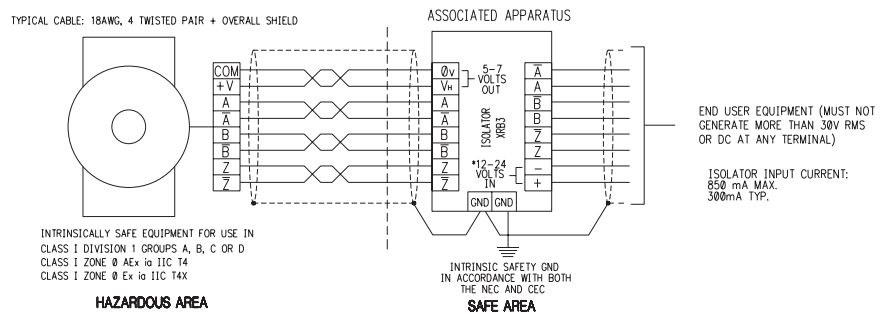 TYPICAL CABLE: 18AWG, 4 TWISTED PAIR + OVERALL SHIELD
ASSOCIATED APPARATUS
COM
+V
A
A̅
B
B̅
Z
Z̅
0̸V
VH
A
A̅
B
B̅
Z
Z̅
5-7
VOLTS
OUT
ISOLATOR
XRB3
*12-24
VOLTS
IN
A̅
A
B̅
B
Z̅
Z
-
+
GND GND
END USER EQUIPMENT (MUST NOT
GENERATE MORE THAN 30V RMS
OR DC AT ANY TERMINAL)
ISOLATOR INPUT CURRENT:
850 mA MAX.
300mA TYP.
INTRINSICALLY SAFE EQUIPMENT FOR USE IN
CLASS I DIVISION 1 GROUPS A, B, C OR D
CLASS I ZONE 0̸ AEx ia IIC T4
CLASS I ZONE 0̸ Ex ia IIC T4X
HAZARDOUS AREA
INTRINSIC SAFETY GND
IN ACCORDANCE WITH BOTH
THE NEC AND CEC
SAFE AREA